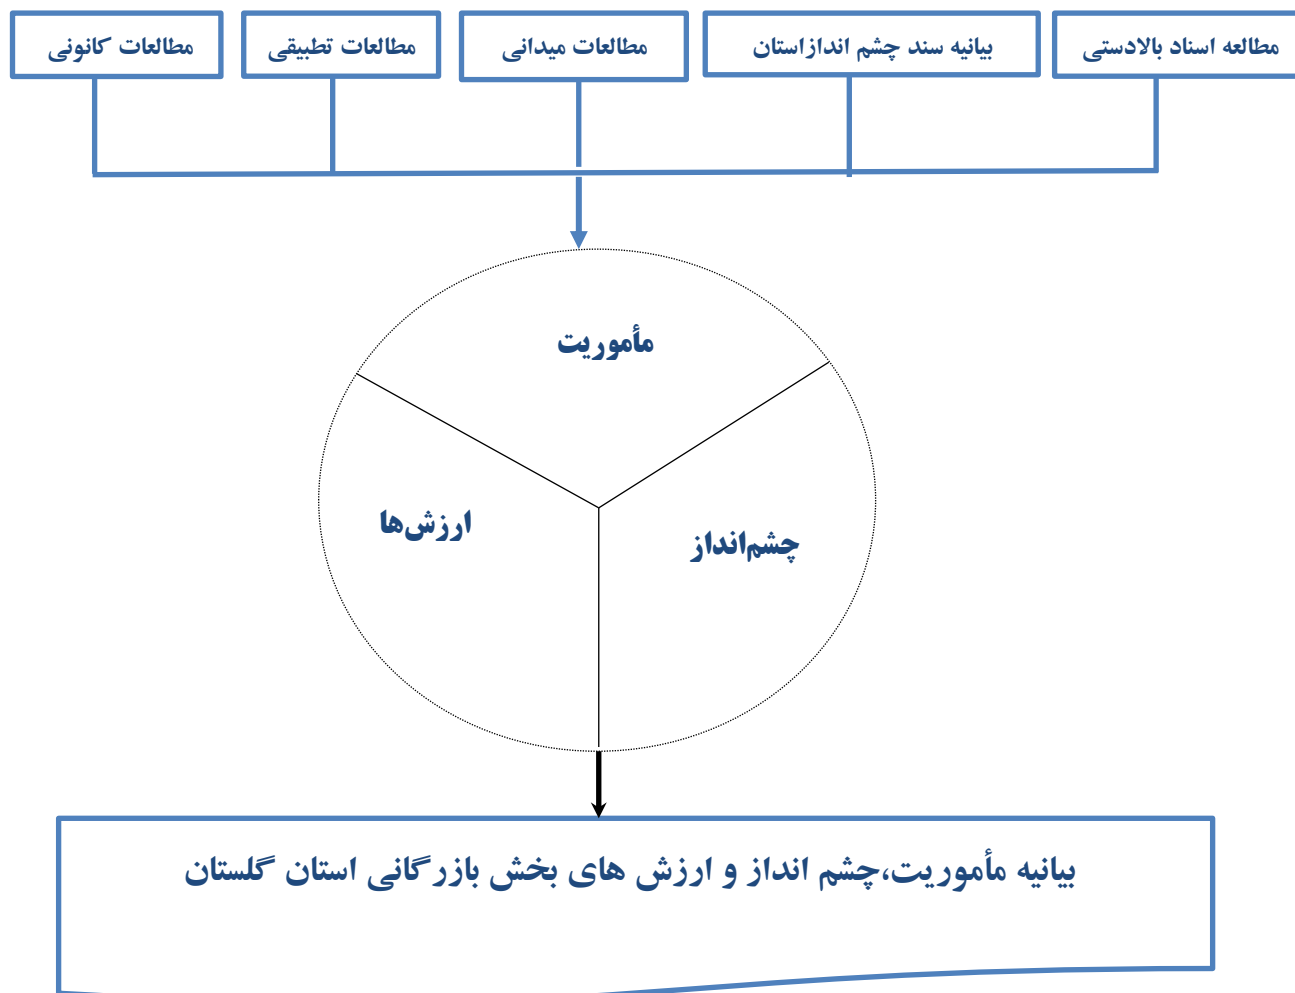 مطالعه اسناد بالادستی
بیانیه سند چشم اندازاستان
مطالعات میدانی
مطالعات تطبیقی
مطالعات کانونی
مأموریت
چشم‌انداز
ارزش‌ها
بیانیه مأموریت،چشم انداز و ارزش های بخش بازرگانی استان گلستان